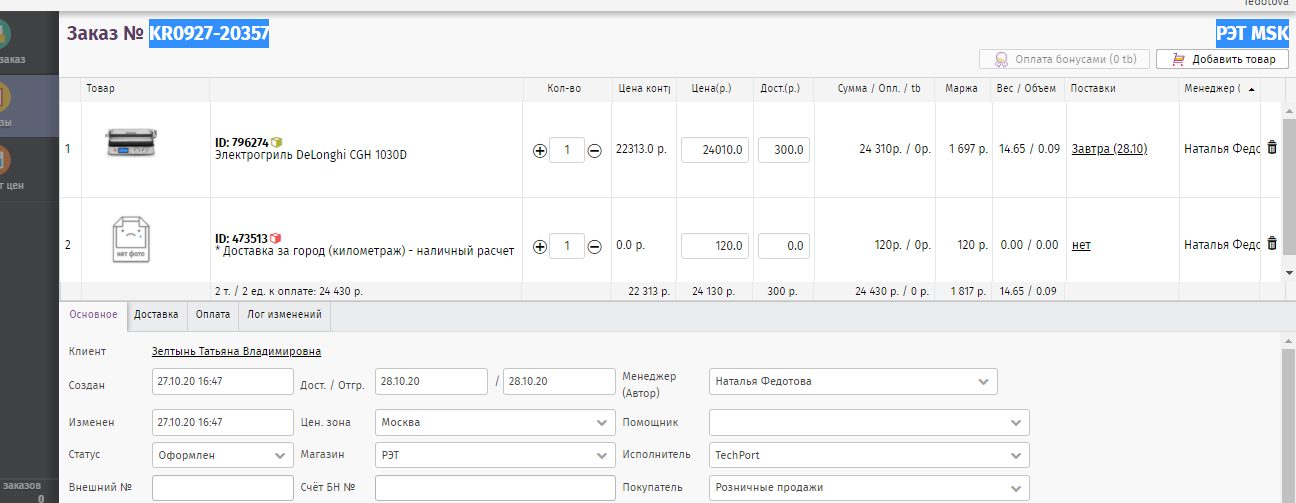 fedotova
Заказ № KR0927-20357 РЭТ MSK
заказ
Оплата бонусами (0 tb) Добавить товар
Товар Кол-во Цена контр Цена(р.) Дост.(р.) Сумма / Опл. / tb Маржа Вес / Объем Поставки Менеджер (
зы
1 ID: 796274
Электрогриль DeLonghi CGH 1030D 1 22313.0 р. 24010.0 300.0 24 310р. / 0р. 1 697 р. 14.65 / 0.09 Завтра (28.10) Наталья Федо
т цен
нет фото
2 ID: 473513
* Доставка за город (километраж) - наличный расчет 1 0.0 р. 120.0 0.0 120р. / 0р. 120 р. 0.00 / 0.00 нет Наталья Федо
2 т. / 2 ед. к оплате: 24 430 р. 22 313 р. 24 130 р. 300 р. 24 430 р. / 0 р. 1 817 р. 14.65 / 0.09
Основное Доставка Оплата Лог изменений
Клиент Зелтынь Татьяна Владимировна
Создан 27.10.20 16:47 Дост. / Отгр. 28.10.20 / 28.10.20 Менеджер (Автор) Наталья Федотова
Изменен 27.10.20 16:47 Цен. зона Москва Помощник
Статус Оформлен Магазин РЭТ Исполнитель TechPort
Внешний № Счёт БН № Покупатель Розничные продажи
заказов
0